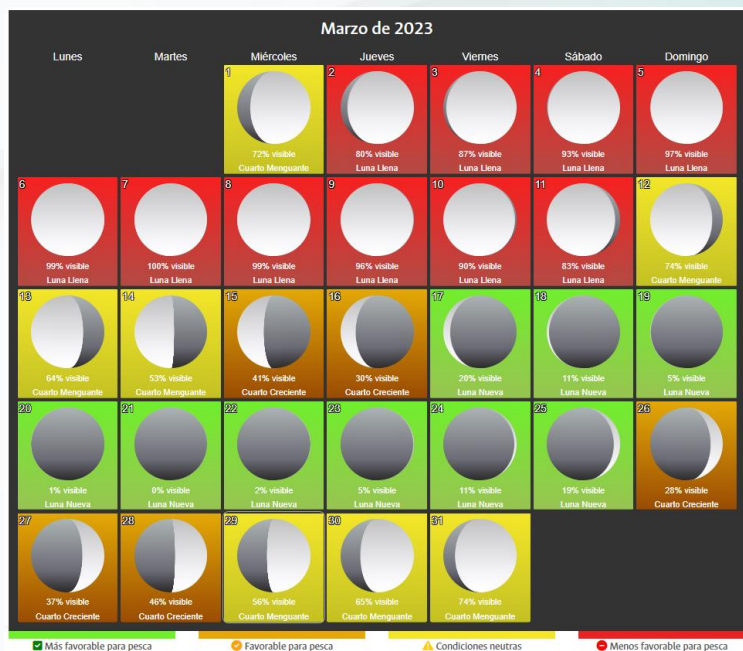 Marzo de 2023
Lunes Martes Miércoles Jueves Viernes Sábado Domingo
1 2 3 4 5
72% visible 80% visible 87% visible 93% visible 97% visible
Cuarto Menguante Luna Llena Luna Llena Luna Llena Luna Llena
6 7 8 9 10 11 12
99% visible 100% visible 99% visible 96% visible 90% visible 83% visible 74% visible
Luna Llena Luna Llena Luna Llena Luna Llena Luna Llena Luna Llena Cuarto Menguante
13 14 15 16 17 18 19
64% visible 53% visible 41% visible 30% visible 20% visible 11% visible 5% visible
Cuarto Menguante Cuarto Menguante Cuarto Creciente Cuarto Creciente Luna Nueva Luna Nueva Luna Nueva
20 21 22 23 24 25 26
1% visible 0% visible 2% visible 5% visible 11% visible 19% visible 28% visible
Luna Nueva Luna Nueva Luna Nueva Luna Nueva Luna Nueva Luna Nueva Cuarto Creciente
27 28 29 30 31
37% visible 46% visible 56% visible 65% visible 74% visible
Cuarto Creciente Cuarto Creciente Cuarto Menguante Cuarto Menguante Cuarto Menguante
Más favorable para pesca Favorable para pesca Condiciones neutras Menos favorable para pesca